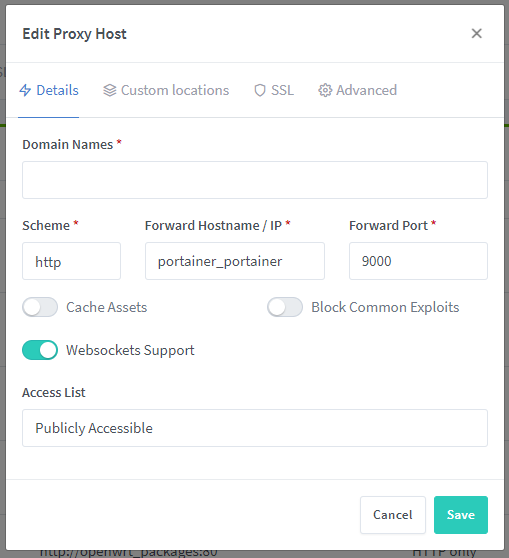 Edit Proxy Host
Details Custom locations SSL Advanced
Domain Names *
Scheme * Forward Hostname / IP * Forward Port *
http portainer_portainer 9000
Cache Assets Block Common Exploits
Websockets Support
Access List
Publicly Accessible
Cancel Save
http://openwrt_packages:80 HTTP only